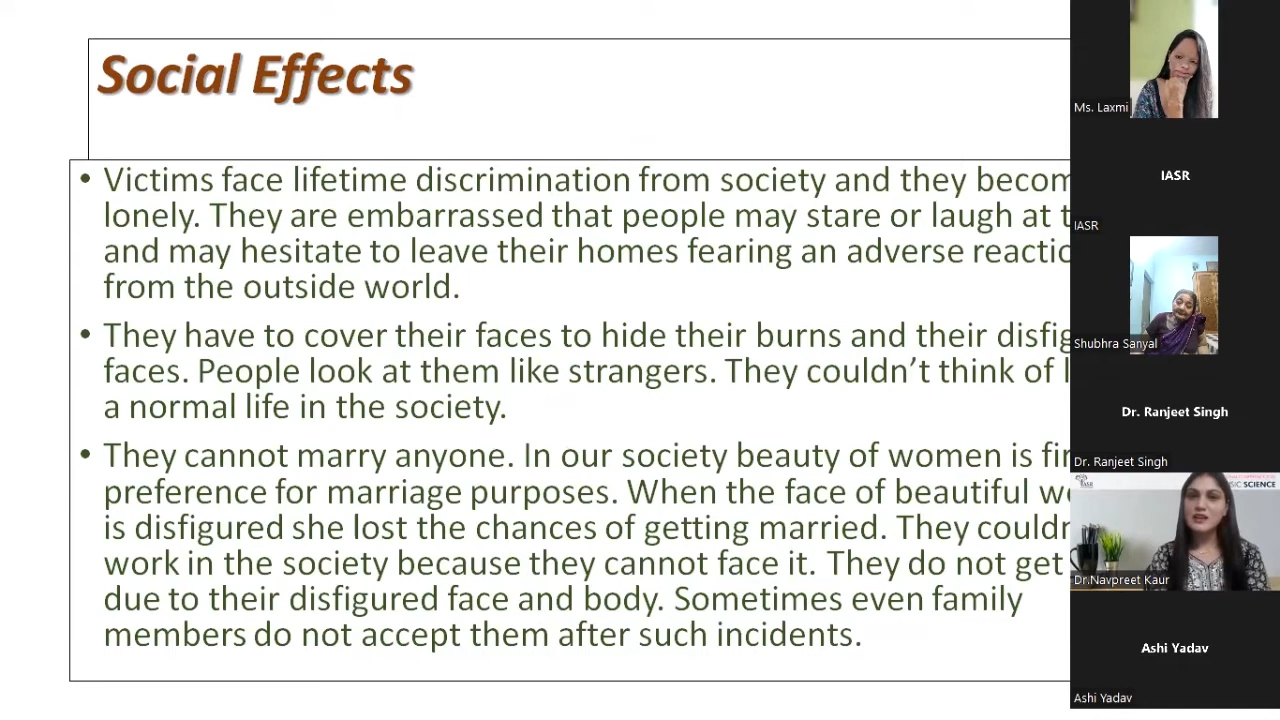 Social Effects
• Victims face lifetime discrimination from society and they becom
lonely. They are embarrassed that people may stare or laugh at t
and may hesitate to leave their homes fearing an adverse reactio
from the outside world.
• They have to cover their faces to hide their burns and their disfig
faces. People look at them like strangers. They couldn’t think of l
a normal life in the society.
• They cannot marry anyone. In our society beauty of women is fir
preference for marriage purposes. When the face of beautiful wo
is disfigured she lost the chances of getting married. They couldn
work in the society because they cannot face it. They do not get
due to their disfigured face and body. Sometimes even family
members do not accept them after such incidents.
Ms. Laxmi
IASR
IASR
Shubhra Sanyal
Dr. Ranjeet Singh
Dr. Ranjeet Singh
SIC SCIENCE
Dr.Navpreet Kaur
Ashi Yadav
Ashi Yadav